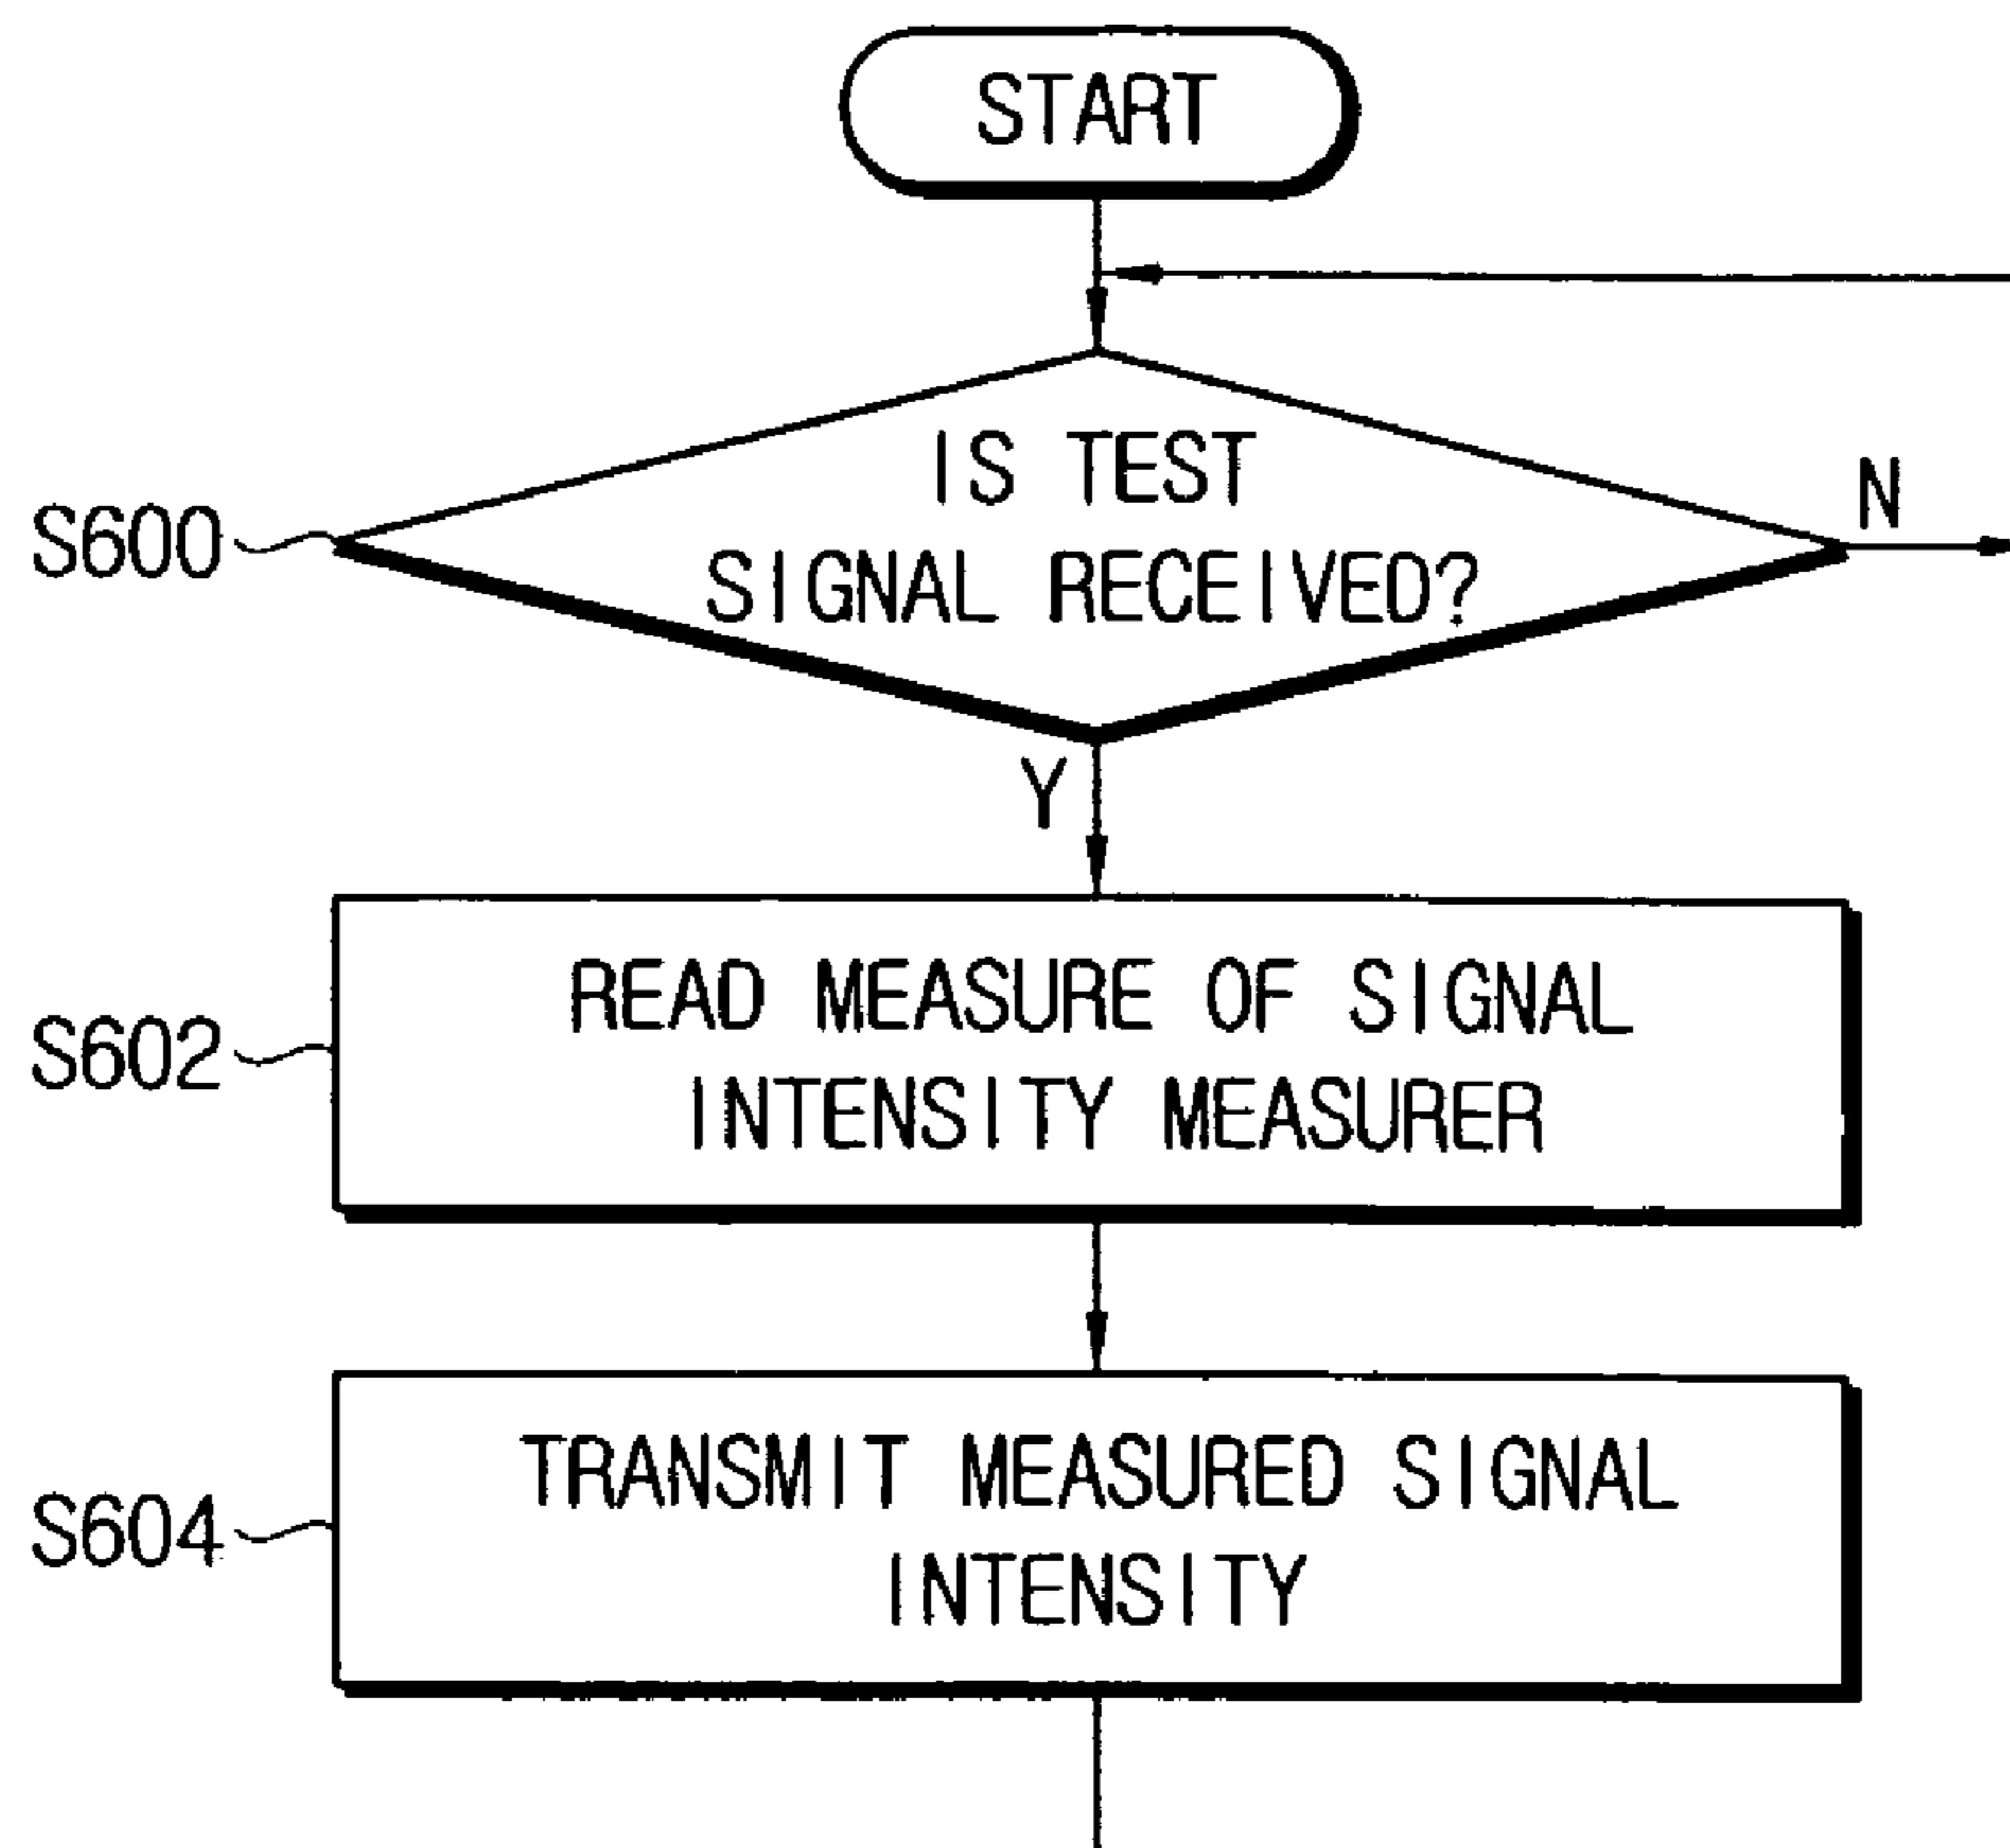 START
IS TEST
SIGNAL RECEIVED?
N
S600
Y
READ MEASURE OF SIGNAL
INTENSITY MEASURER
S602
TRANSMIT MEASURED SIGNAL
INTENSITY
S604